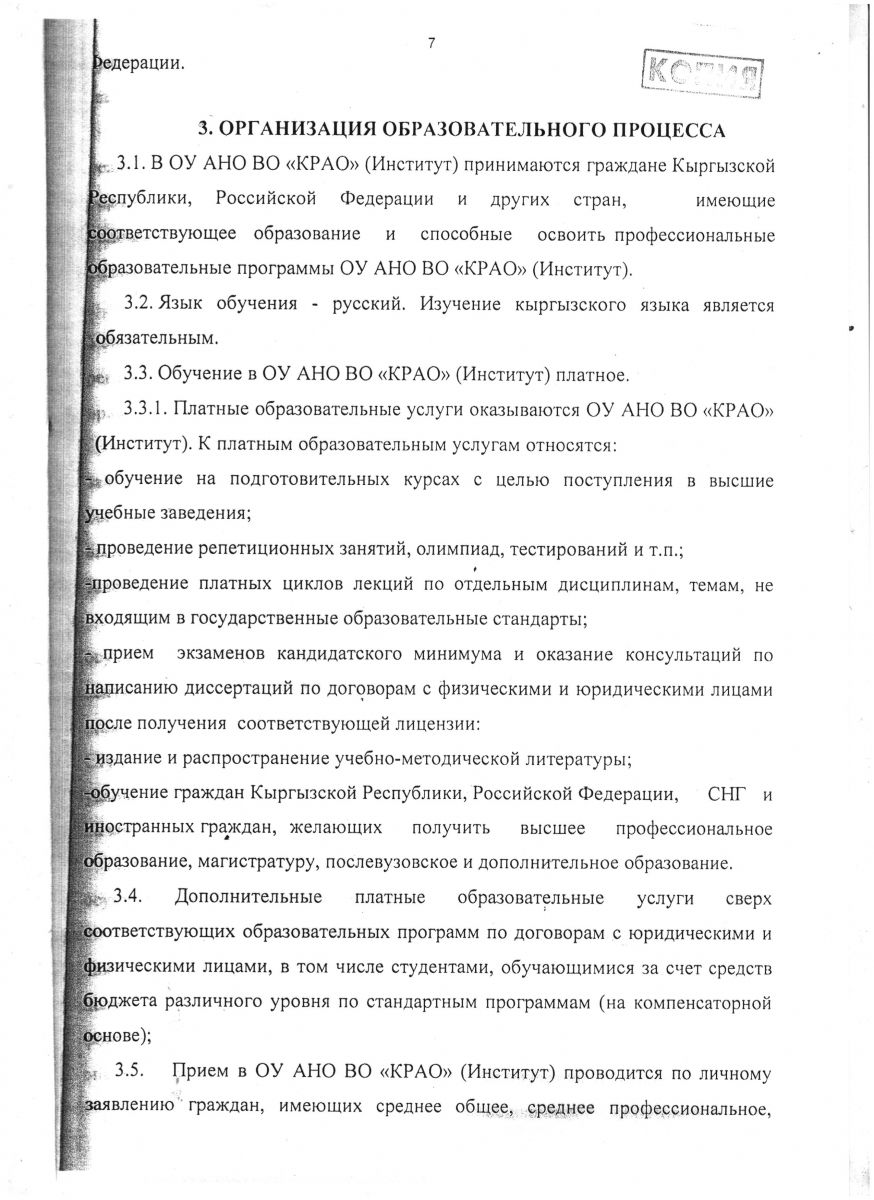 7
КОПИЯ
Федерации.
3. ОРГАНИЗАЦИЯ ОБРАЗОВАТЕЛЬНОГО ПРОЦЕССА
3.1. В ОУ АНО ВО «КРАО» (Институт) принимаются граждане Кыргызской
Республики, Российской Федерации и других стран, имеющие
соответствующее образование и способные освоить профессиональные
образовательные программы ОУ АНО ВО «КРАО» (Институт).
3.2. Язык обучения - русский. Изучение кыргызского языка является
обязательным.
3.3. Обучение в ОУ АНО ВО «КРАО» (Институт) платное.
3.3.1. Платные образовательные услуги оказываются ОУ АНО ВО «КРАО»
(Институт). К платным образовательным услугам относятся:
- обучение на подготовительных курсах с целью поступления в высшие
учебные заведения;
- проведение репетиционных занятий, олимпиад, тестирований и т.п.;
-проведение платных циклов лекций по отдельным дисциплинам, темам, не
входящим в государственные образовательные стандарты;
- прием экзаменов кандидатского минимума и оказание консультаций по
написанию диссертаций по договорам с физическими и юридическими лицами
после получения соответствующей лицензии:
- издание и распространение учебно-методической литературы;
-обучение граждан Кыргызской Республики, Российской Федерации, СНГ и
иностранных граждан, желающих получить высшее профессиональное
образование, магистратуру, послевузовское и дополнительное образование.
3.4. Дополнительные платные образовательные услуги сверх
соответствующих образовательных программ по договорам с юридическими и
физическими лицами, в том числе студентами, обучающимися за счет средств
бюджета различного уровня по стандартным программам (на компенсаторной
основе);
3.5. Прием в ОУ АНО ВО «КРАО» (Институт) проводится по личному
заявлению граждан, имеющих среднее общее, среднее профессиональное,